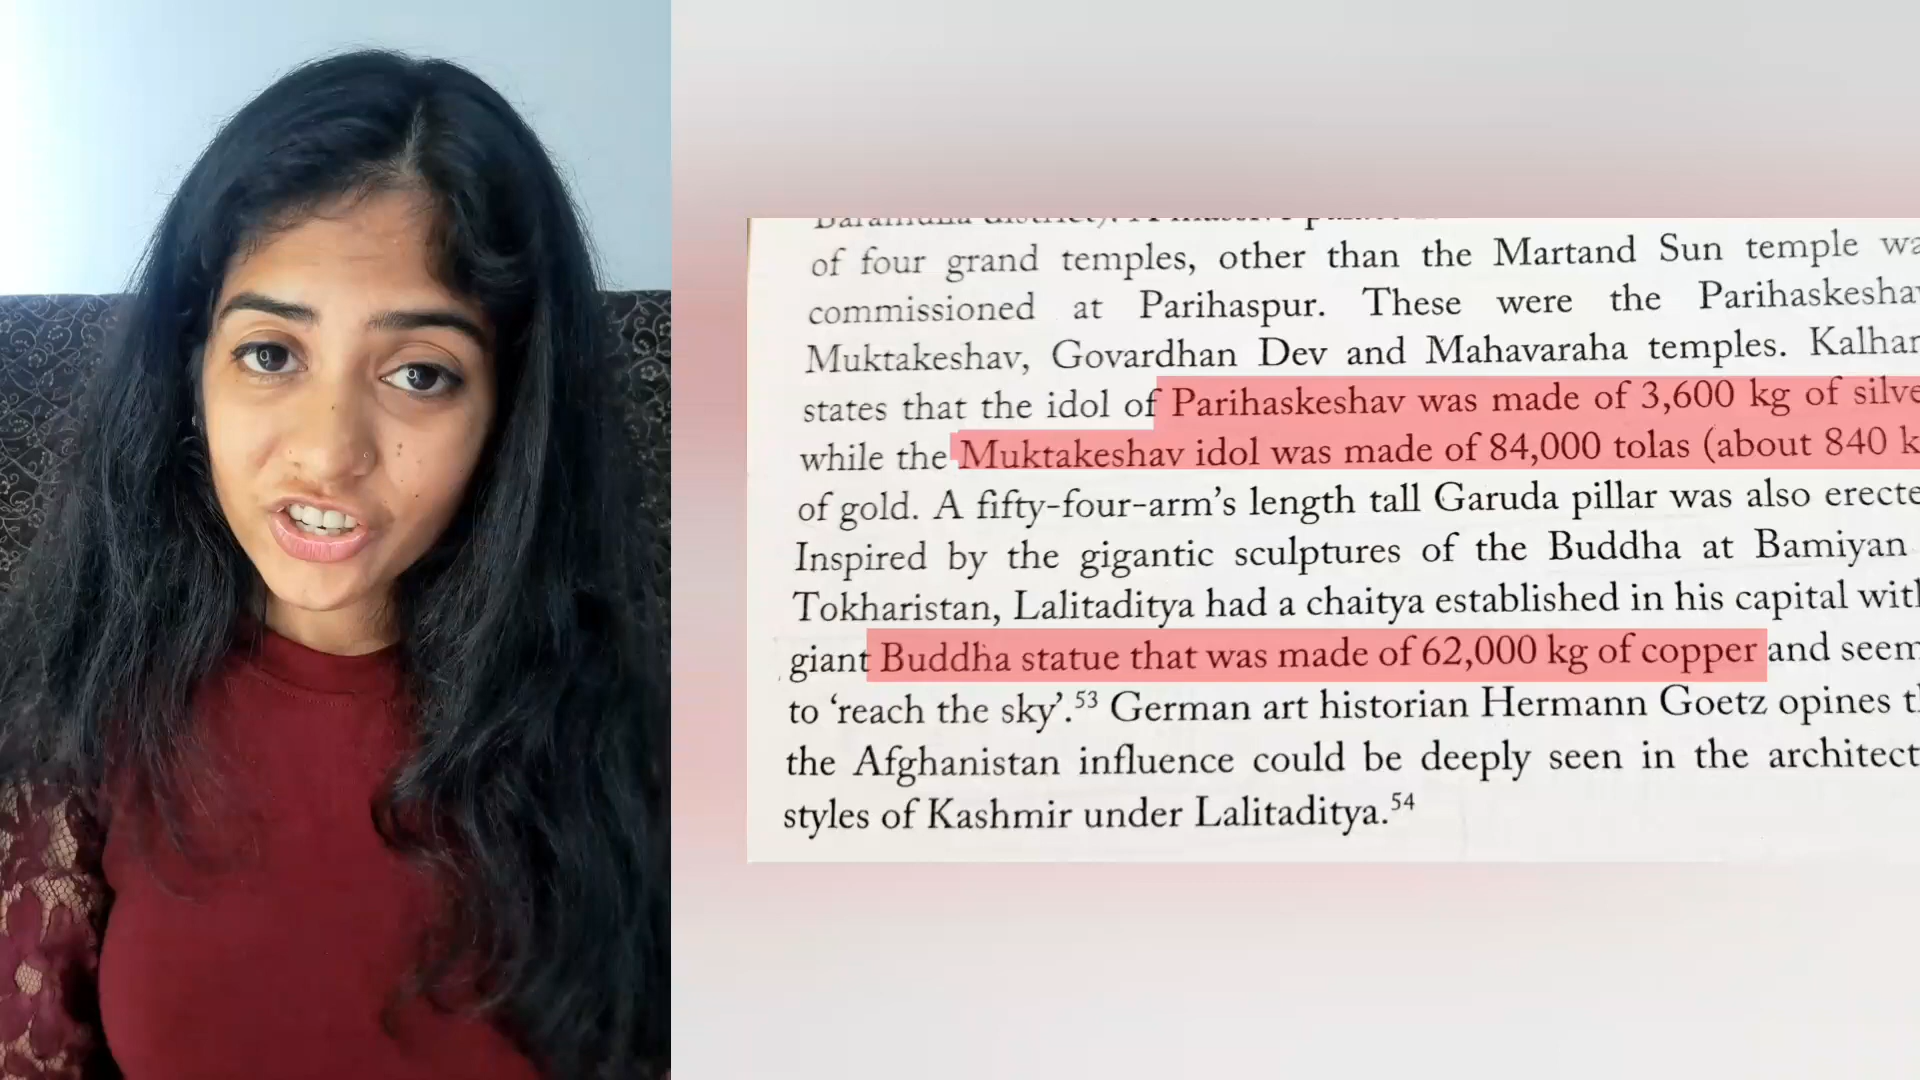 of four grand temples, other than the Martand Sun temple
commissioned at Parihaspur. These were the
Muktakeshav, Govardhan Dev and Mahavaraha temples.
states that the idol of Parihaskeshav was made of 3,600 kg of
while the Muktakeshav idol was made of 84,000 tolas (about 840
of gold. A fifty-four-arm's length tall Garuda pillar was also
Inspired by the gigantic sculptures of the Buddha at Bamiyan
Tokharistan, Lalitaditya had a chaitya established in his capital
giant Buddha statue that was made of 62,000 kg of copper and
to 'reach the sky'.53 German art historian Hermann Goetz opines
the Afghanistan influence could be deeply seen in the
styles of Kashmir under Lalitaditya.54